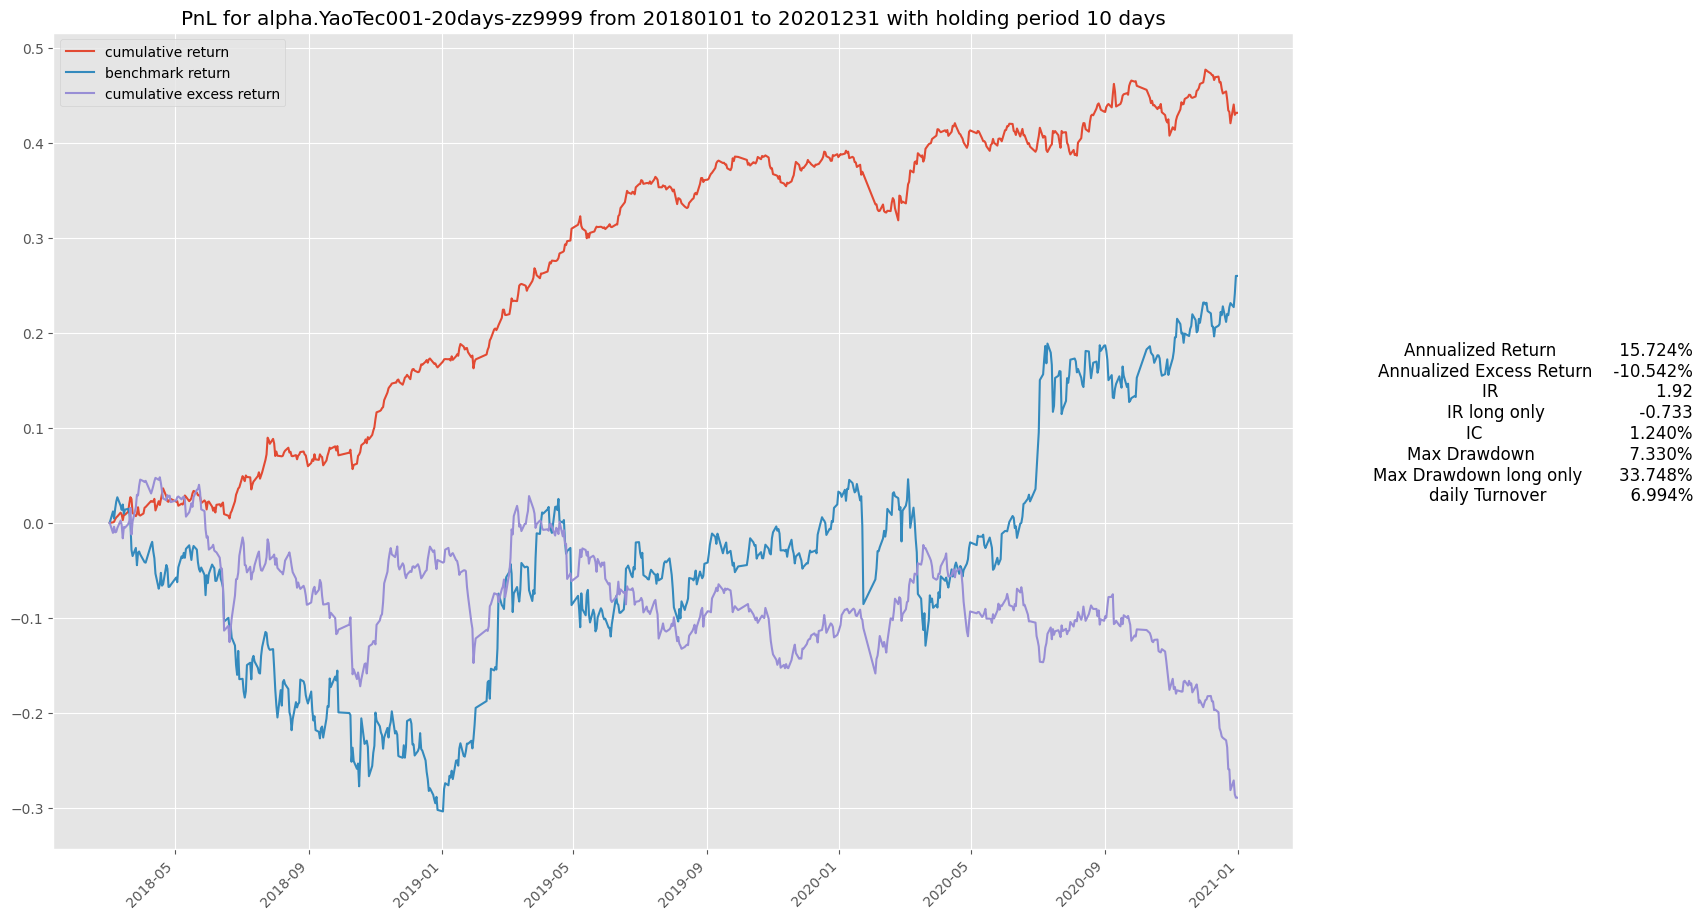 PnL for alpha.YaoTec001-20days-zz9999 from 20180101 to 20201231 with holding period 10 days
cumulative return
benchmark return
cumulative excess return
0.5
0.4
0.3
0.2
0.1
0.0
−0.1
−0.2
−0.3
2018-05
2018-09
2019-01
2019-05
2019-09
2020-01
2020-05
2020-09
2021-01
Annualized Return 15.724%
Annualized Excess Return -10.542%
IR 1.92
IR long only -0.733
IC 1.240%
Max Drawdown 7.330%
Max Drawdown long only 33.748%
daily Turnover 6.994%